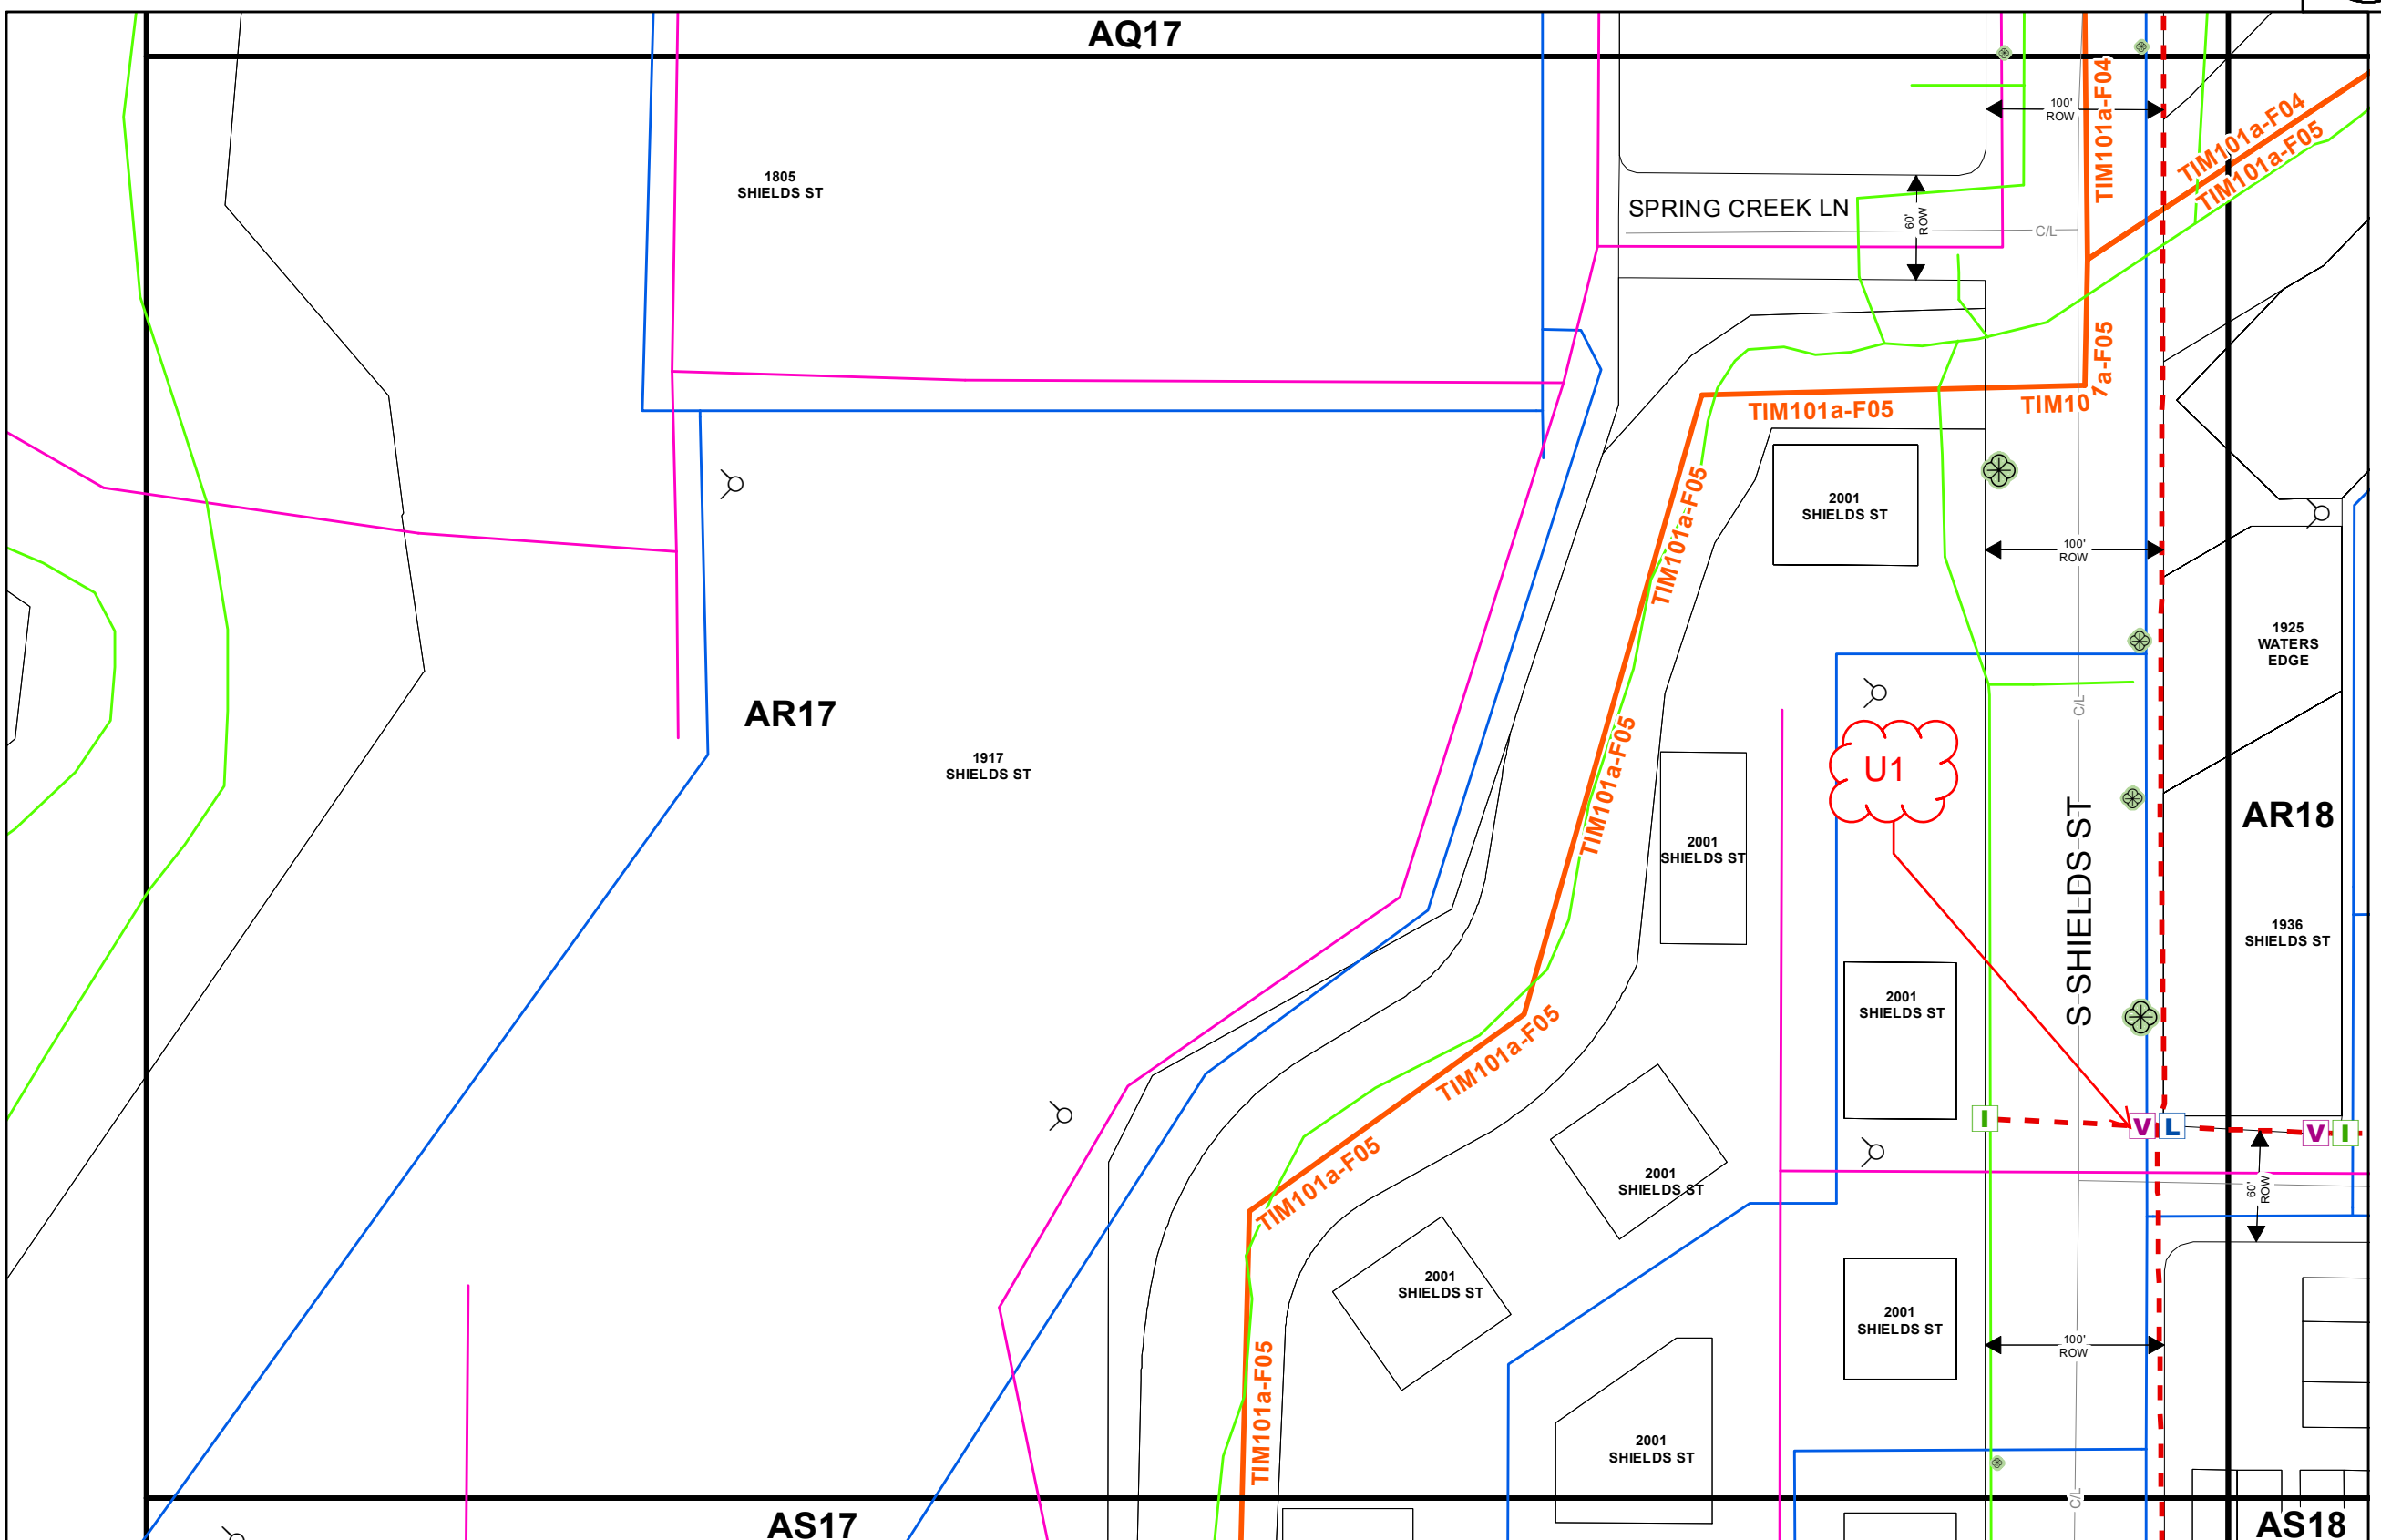 AQ17
1805
SHIELDS ST
SPRING CREEK LN
60'
ROW
C/L
100'
ROW
TIM101a-F04
TIM101a-F04
TIM101a-F05
TIM101a-F05
TIM101a-F05
TIM101a-F05
2001
SHIELDS ST
100'
ROW
1925
WATERS
EDGE
C/L
AR17
1917
SHIELDS ST
TIM101a-F05
U1
2001
SHIELDS ST
S SHIELDS ST
AR18
1936
SHIELDS ST
2001
SHIELDS ST
TIM101a-F05
I
V
L
V
I
TIM101a-F05
2001
SHIELDS ST
60'
ROW
2001
SHIELDS ST
2001
SHIELDS ST
100'
ROW
TIM101a-F05
2001
SHIELDS ST
C/L
AS17
AS18